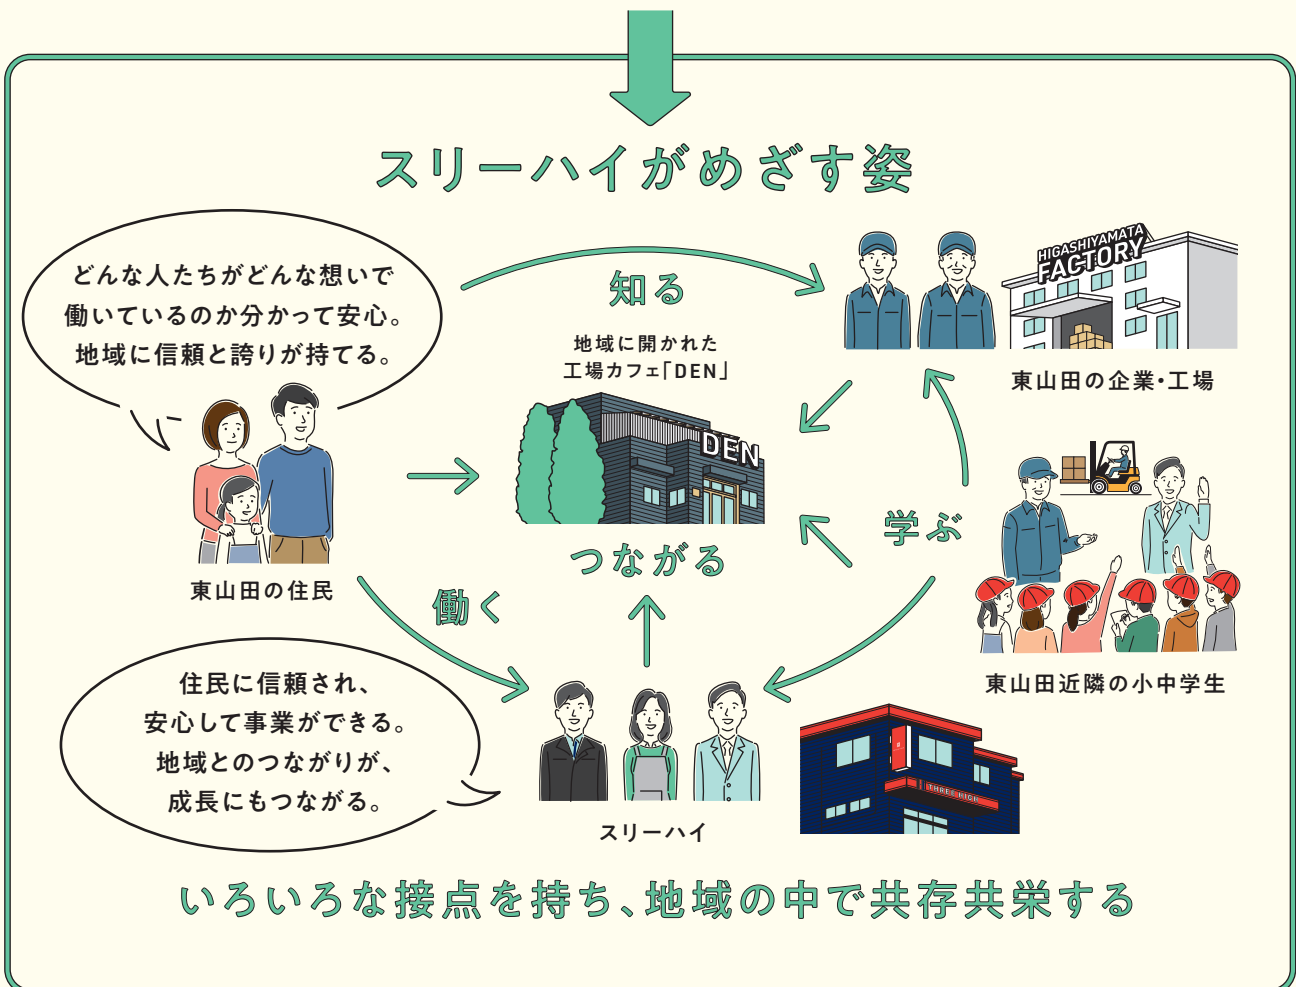 スリーハイがめざす姿
どんな人たちがどんな想いで
働いているのか分かって安心。
地域に信頼と誇りが持てる。
知る
HIGASHIYAMATA
FACTORY
地域に開かれた
工場カフェ「DEN」
東山田の企業・工場
DEN
学ぶ
つながる
東山田の住民
働く
東山田近隣の小中学生
住民に信頼され、
安心して事業ができる。
地域とのつながりが、
成長にもつながる。
THREE HIGH
スリーハイ
いろいろな接点を持ち、地域の中で共存共栄する